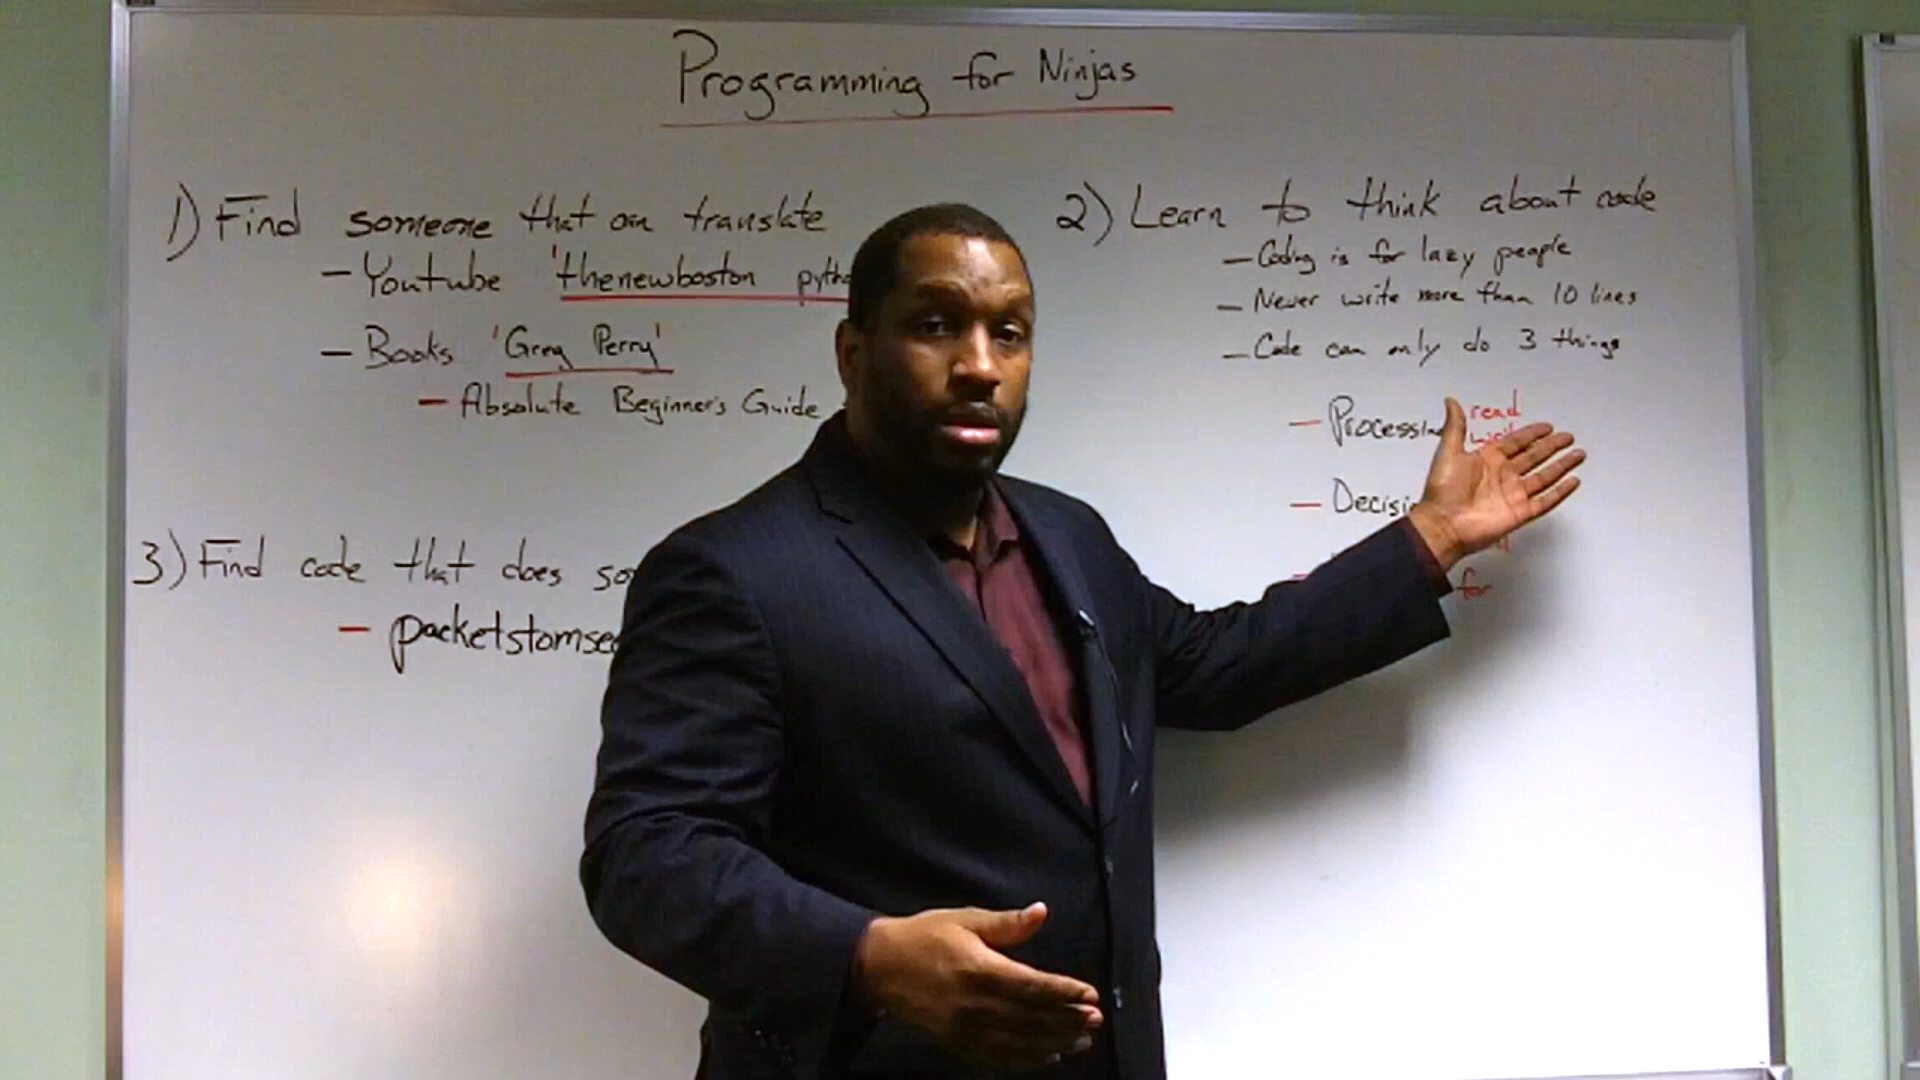 Programming for Ninjas
1) Find someone that can translate
- Youtube 'thenewboston
- Books 'Greg Perry'
- Absolute Beginner's Guide
2) Learn to think about code
- Coding is for lazy people
- Never write more than 10 lines
- Code can only do 3 things
- read
-
for
3) Find code that does
-